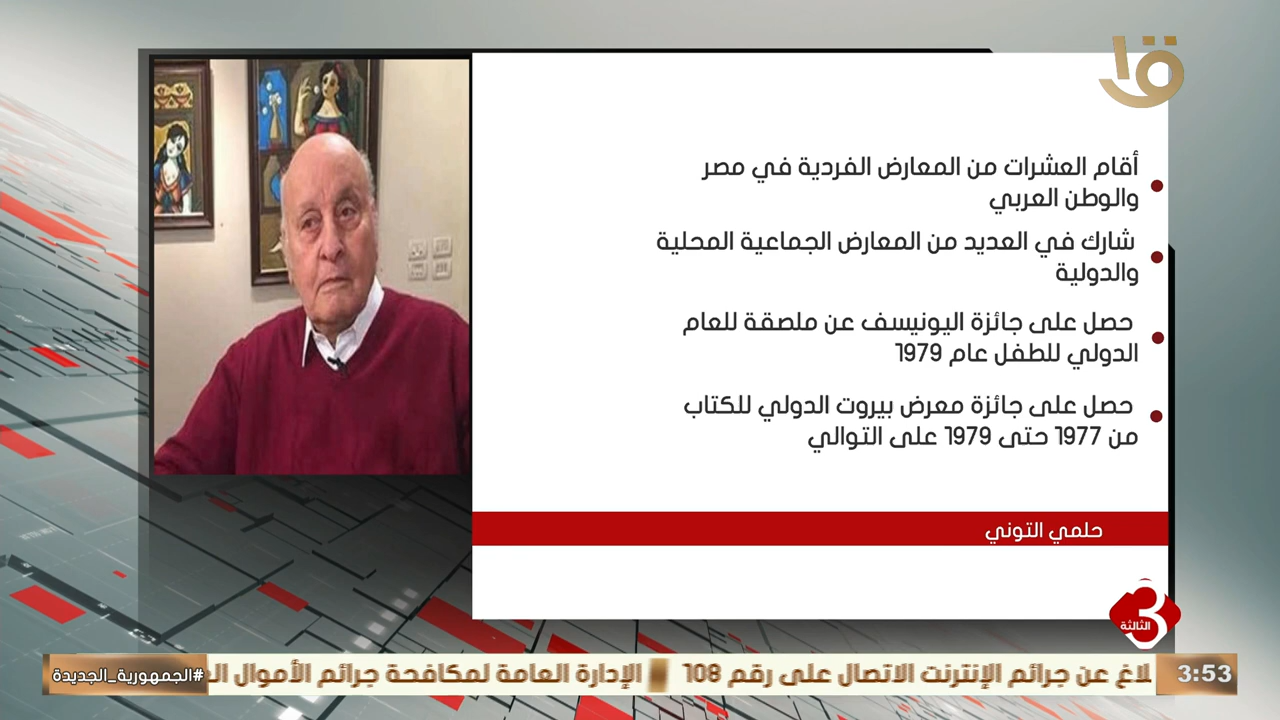 أقام العشرات من المعارض الفردية في مصر
والوطن العربي
شارك في العديد من المعارض الجماعية المحلية
والدولية
حصل على جائزة اليونيسف عن ملصقة للعام
الدولي للطفل عام 1979
حصل على جائزة معرض بيروت الدولي للكتاب
من 1977 حتى 1979 على التوالي
حلمي التوني
3
الثالثة
3:53
لاغ عن جرائم الإنترنت الاتصال على رقم 108 الإدارة العامة لمكافحة جرائم الأموال
#الجمهورية_الجديدة